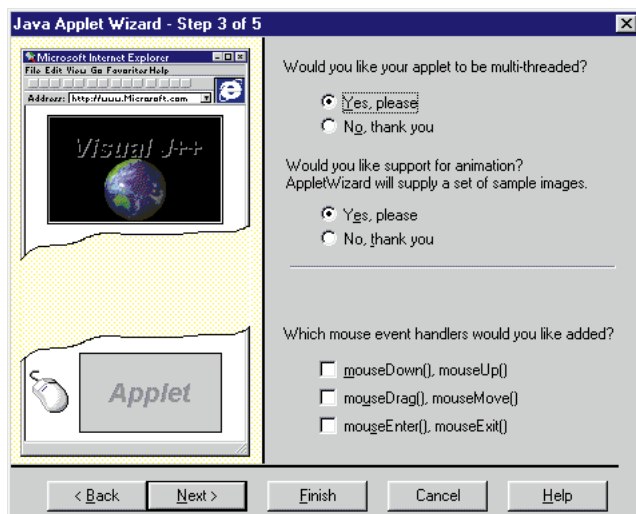 Java Applet Wizard - Step 3 of 5
Microsoft Internet Explorer
File Edit View Go Favorites Help
Address: http://www.Microsoft.com
Visual J++
Applet
Would you like your applet to be multi-threaded?
Yes, please
No, thank you
Would you like support for animation?
AppletWizard will supply a set of sample images.
Yes, please
No, thank you
Which mouse event handlers would you like added?
mouseDown(), mouseUp()
mouseDrag(), mouseMove()
mouseEnter(), mouseExit()
< Back Next > Finish Cancel Help